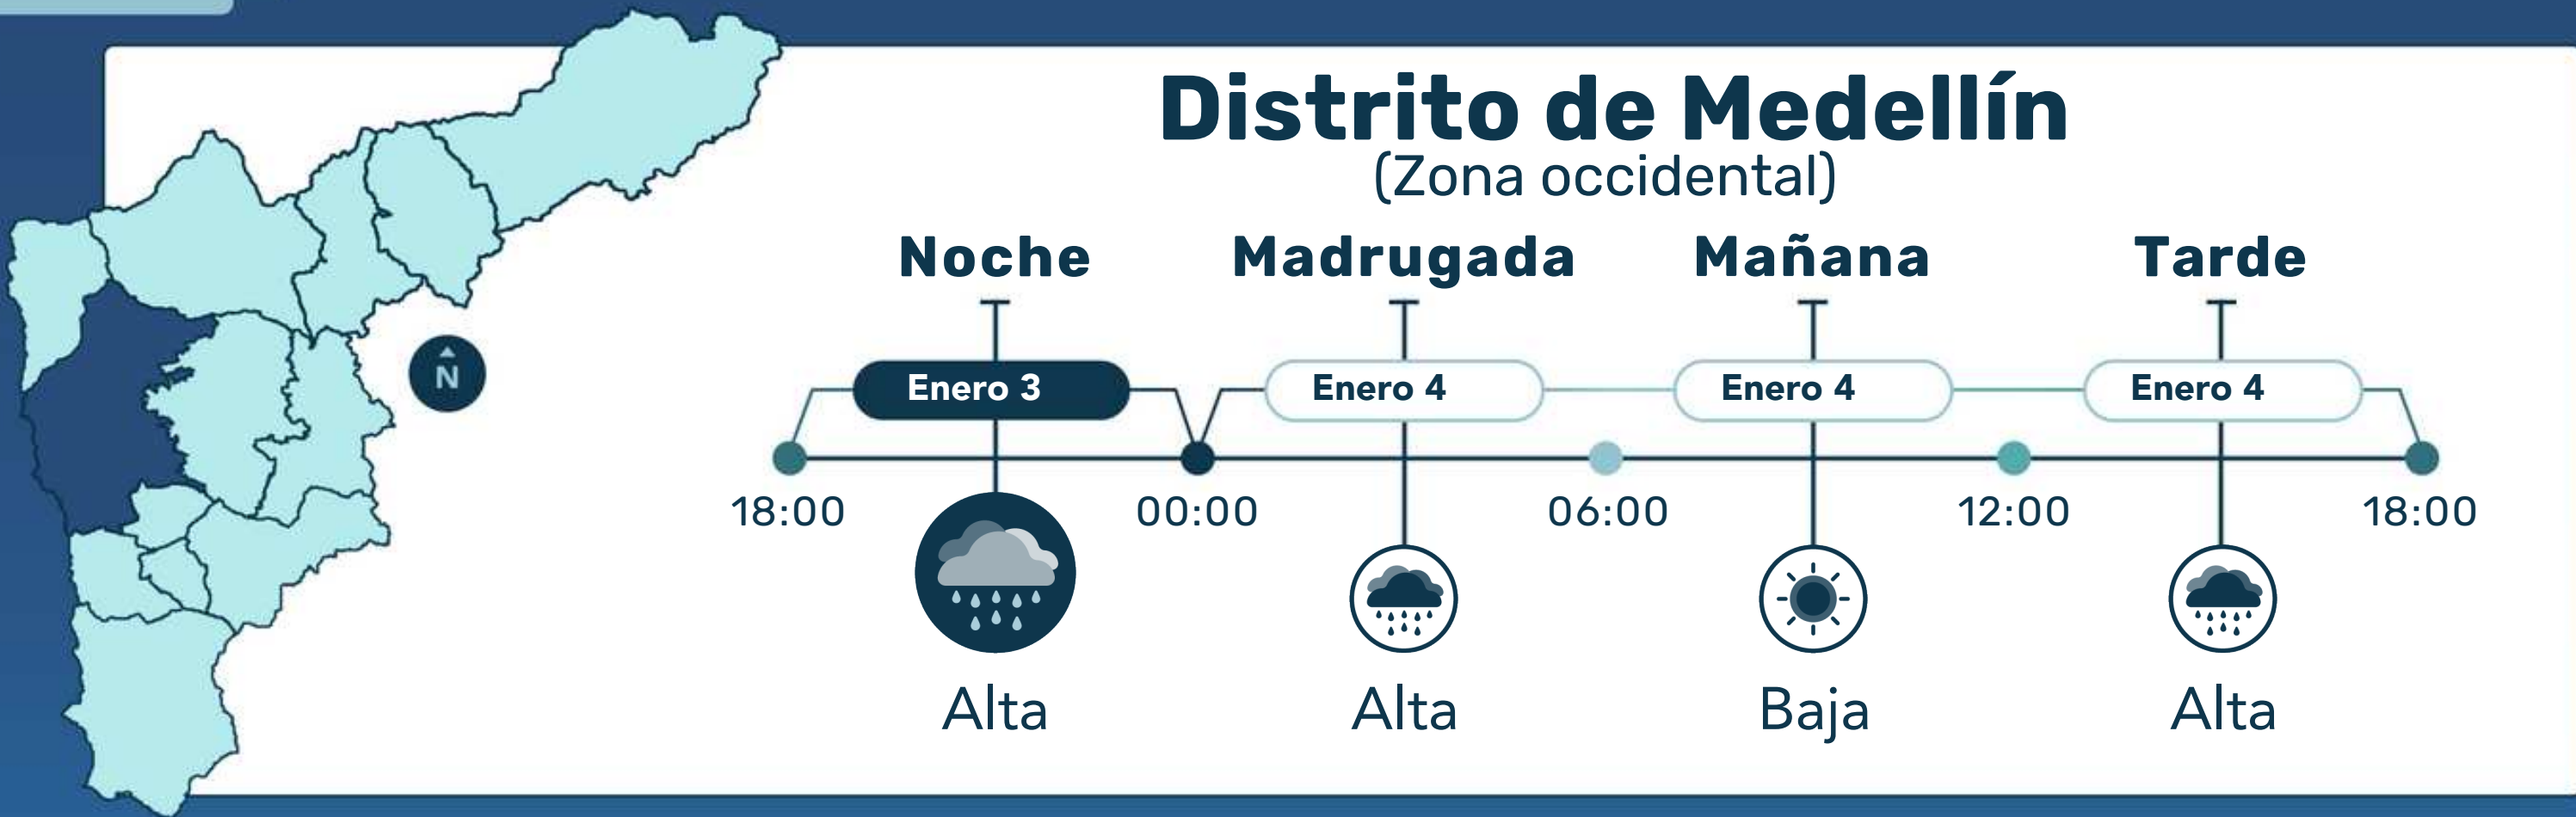 Distrito de Medellín
(Zona occidental)
Noche Madrugada Mañana Tarde
Enero 3 Enero 4 Enero 4 Enero 4
N
18:00 00:00 06:00 12:00 18:00
Alta Alta Baja Alta